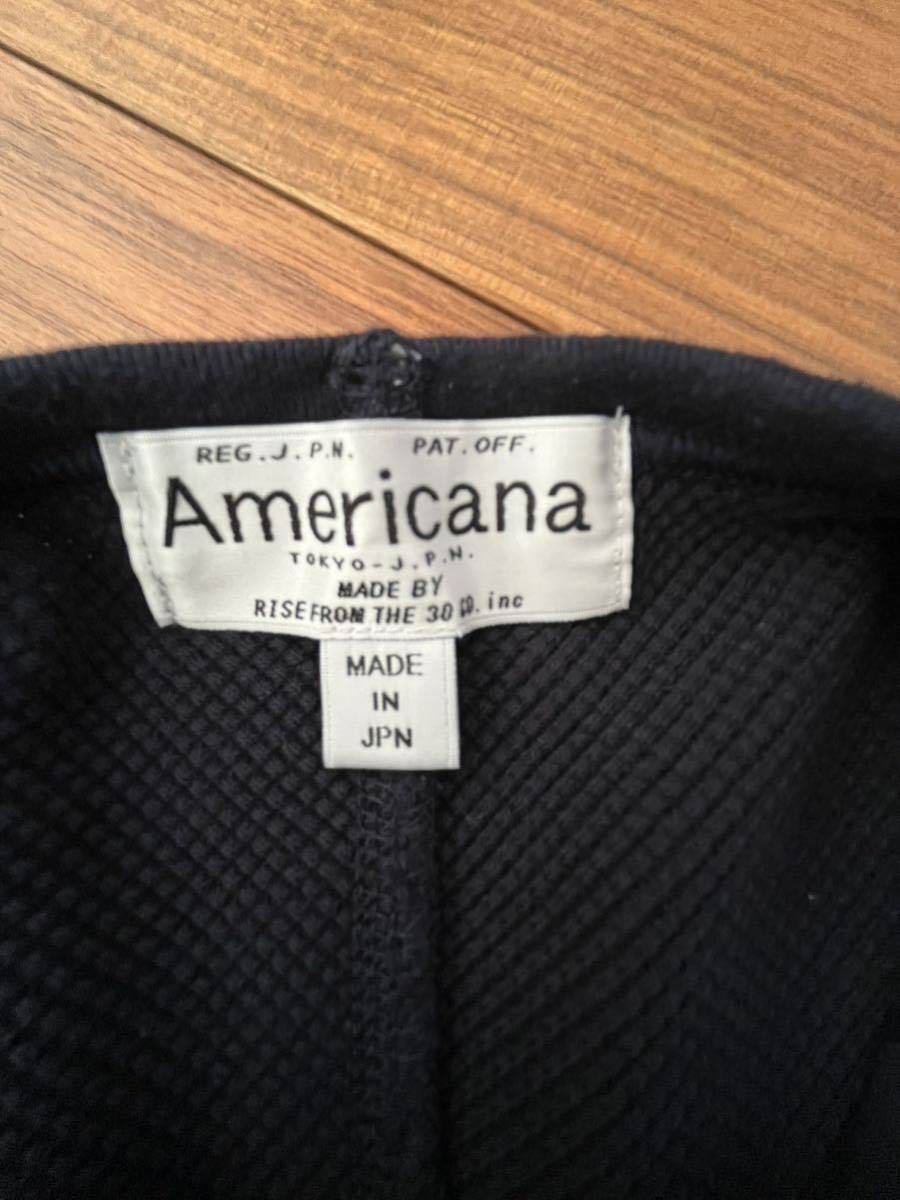 REG.J.P.N. PAT.OFF.
Americana
TOKYO-J.P.N.
MADE BY
RISEFROM THE 30 CO. inc
MADE
IN
JPN